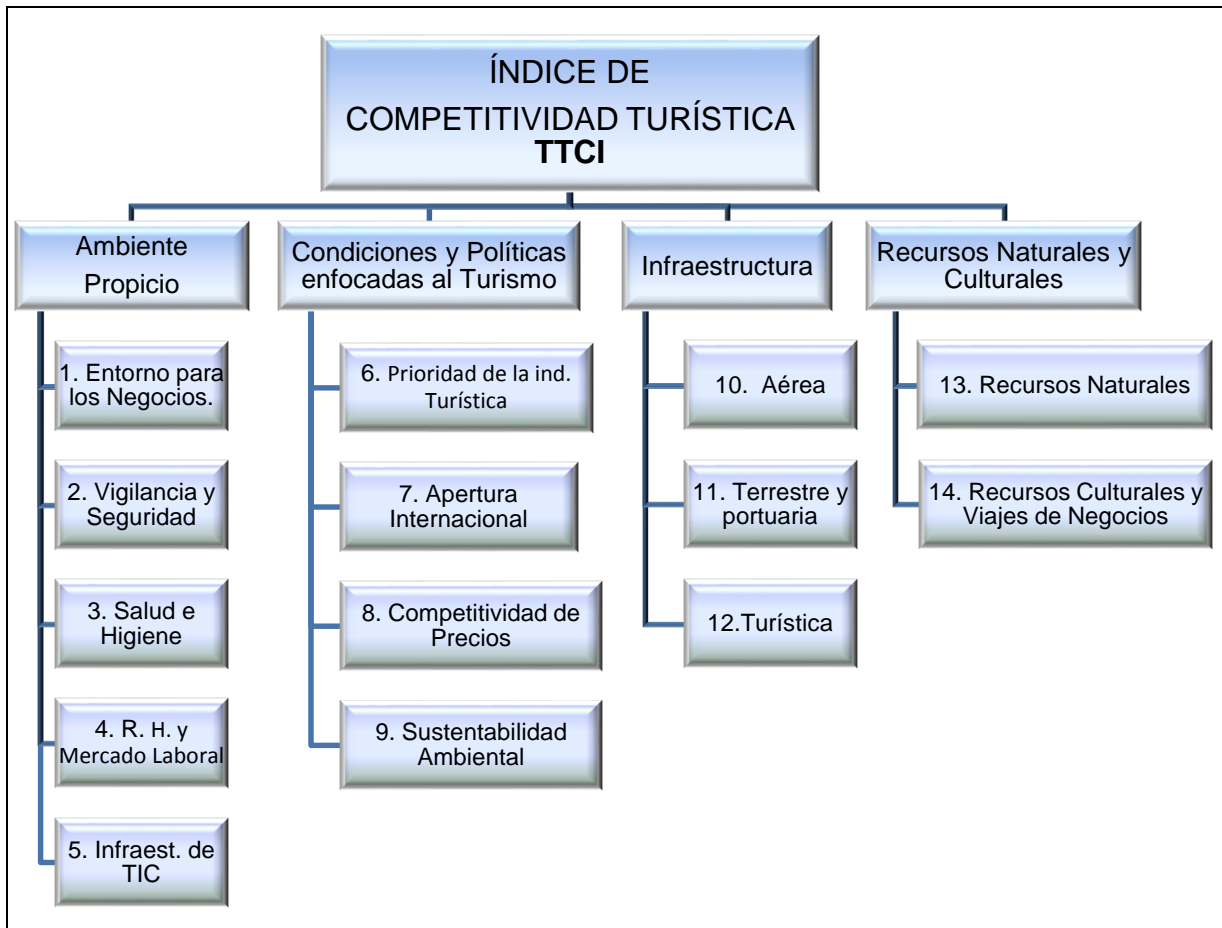 ÍNDICE DE
COMPETITIVIDAD TURÍSTICA
TTCI
Ambiente
Propicio
1. Entorno para
los Negocios.
2. Vigilancia y
Seguridad
3. Salud e
Higiene
4. R. H. y
Mercado Laboral
5. Infraest. de
TIC
Condiciones y Políticas
enfocadas al Turismo
6. Prioridad de la ind.
Turística
7. Apertura
Internacional
8. Competitividad de
Precios
9. Sustentabilidad
Ambiental
Infraestructura
10. Aérea
11. Terrestre y
portuaria
12.Turística
Recursos Naturales y
Culturales
13. Recursos Naturales
14. Recursos Culturales y
Viajes de Negocios